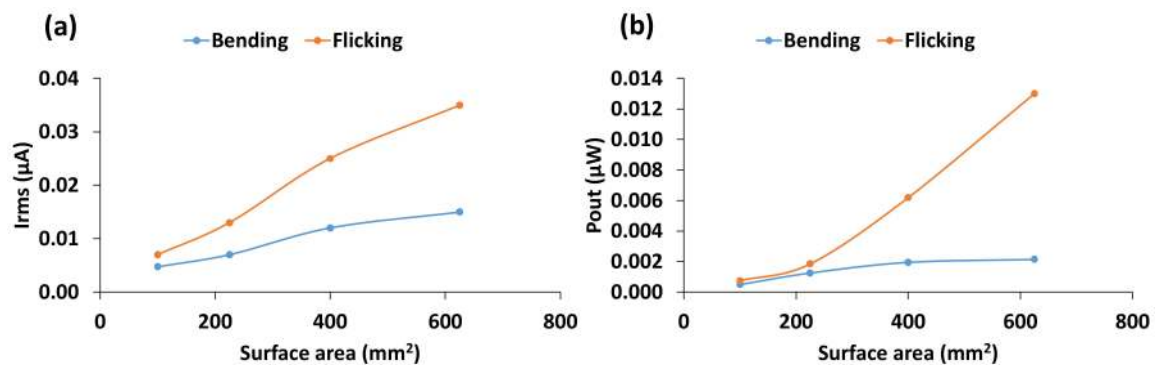 (a)
Bending Flicking
0.04
0.03
0.02
0.01
0.00
Irms (µA)
0 200 400 600 800
Surface area (mm²)
(b)
Bending Flicking
0.014
0.012
0.010
0.008
0.006
0.004
0.002
0.000
Pout (µW)
0 200 400 600 800
Surface area (mm²)